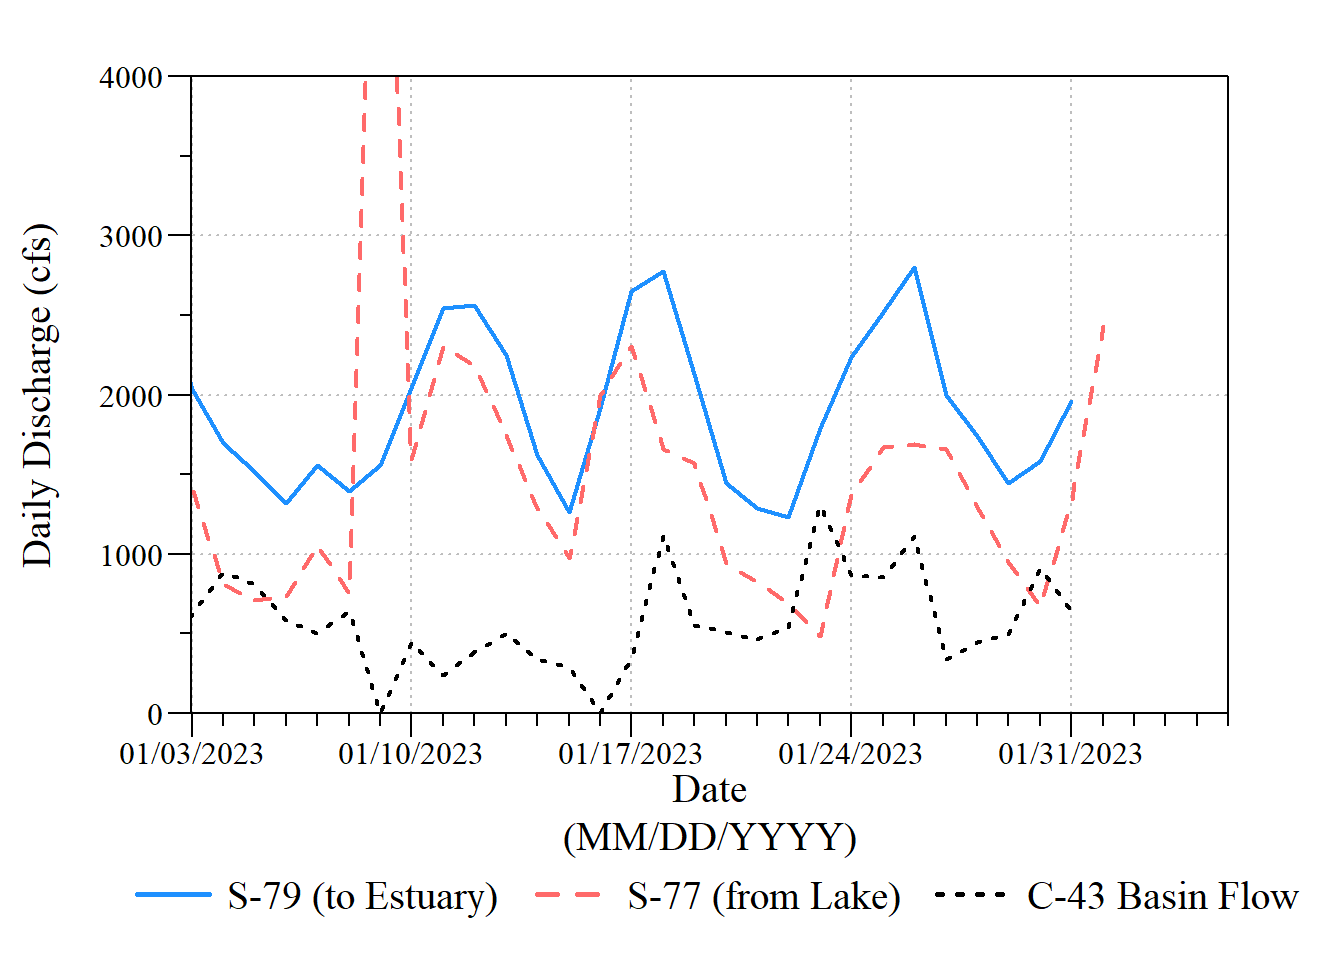 Daily Discharge (cfs)
4000
3000
2000
1000
0
01/03/2023 01/10/2023 01/17/2023 01/24/2023 01/31/2023
Date
(MM/DD/YYYY)
S-79 (to Estuary) S-77 (from Lake) C-43 Basin Flow